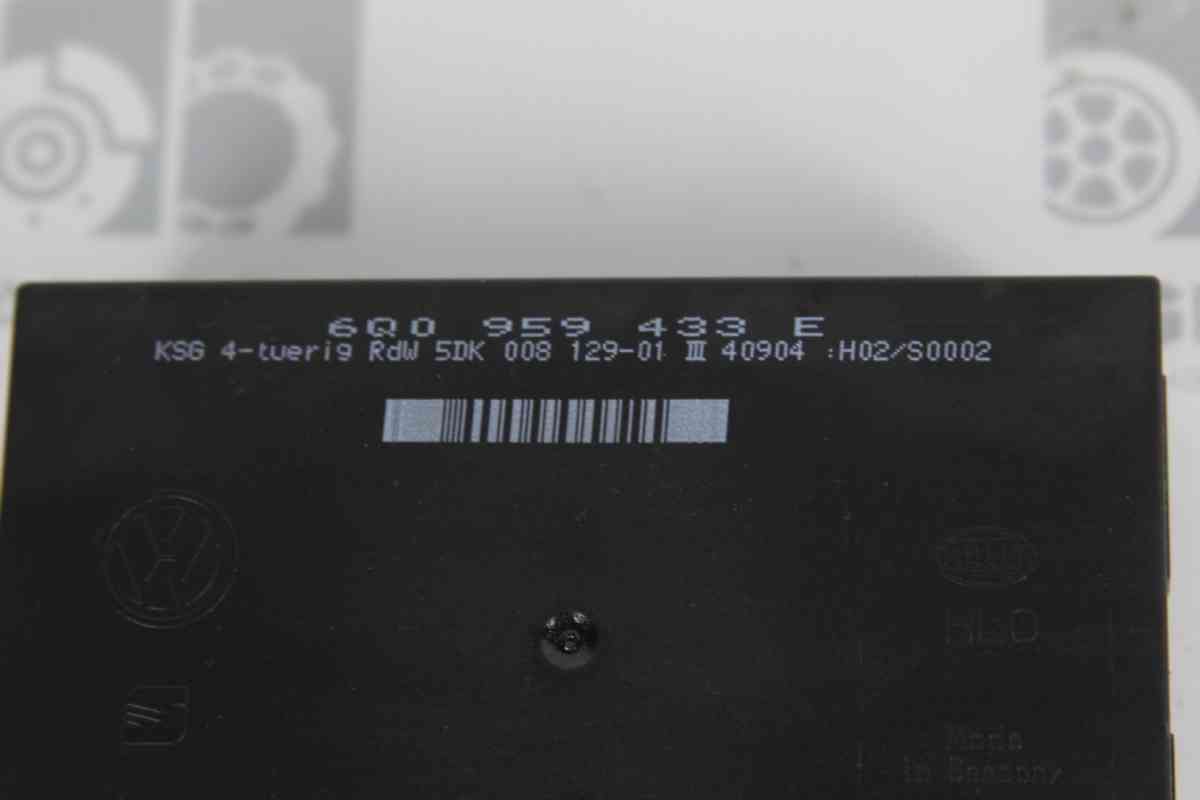 6Q0 959 433 E
KSG 4-tuerig RdW 5DK 008 129-01 III 40904 :H02/S0002
HELLA
Made
in Germany